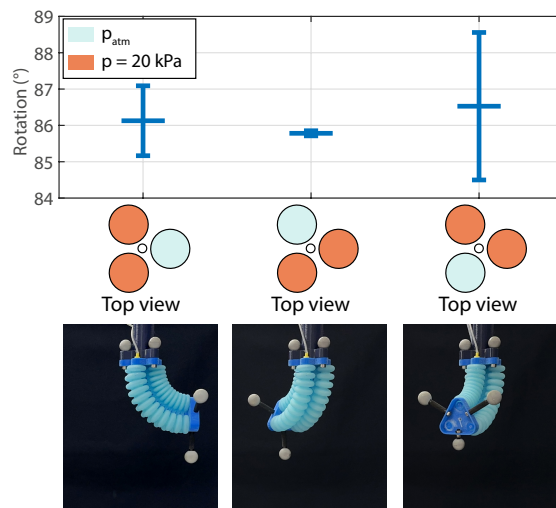 89
88
87
86
85
84
Rotation (°)
p_atm
p = 20 kPa
Top view Top view Top view